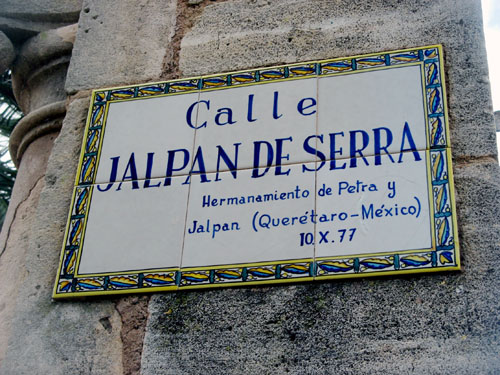 Calle
JALPAN DE SERRA
Hermanamiento de Petra y
Jalpan (Querétaro-México)
10.X.77